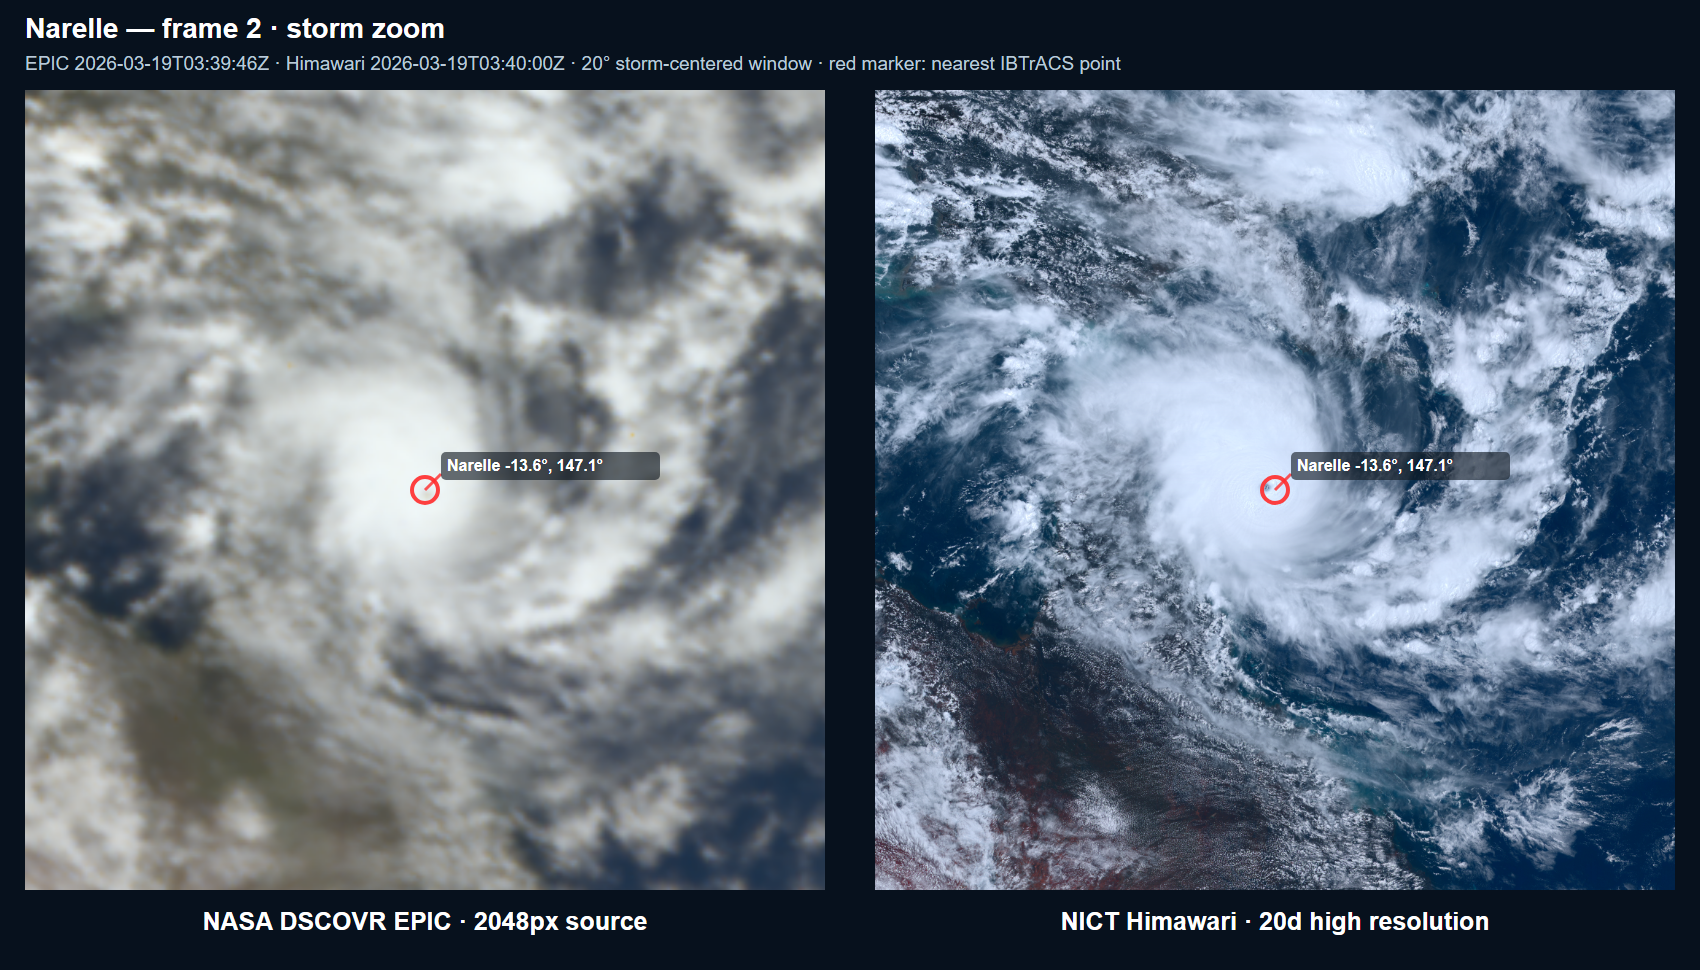 Narelle — frame 2 · storm zoom
EPIC 2026-03-19T03:39:46Z · Himawari 2026-03-19T03:40:00Z · 20° storm-centered window · red marker: nearest IBTrACS point
Narelle -13.6°, 147.1°
Narelle -13.6°, 147.1°
NASA DSCOVR EPIC · 2048px source
NICT Himawari · 20d high resolution